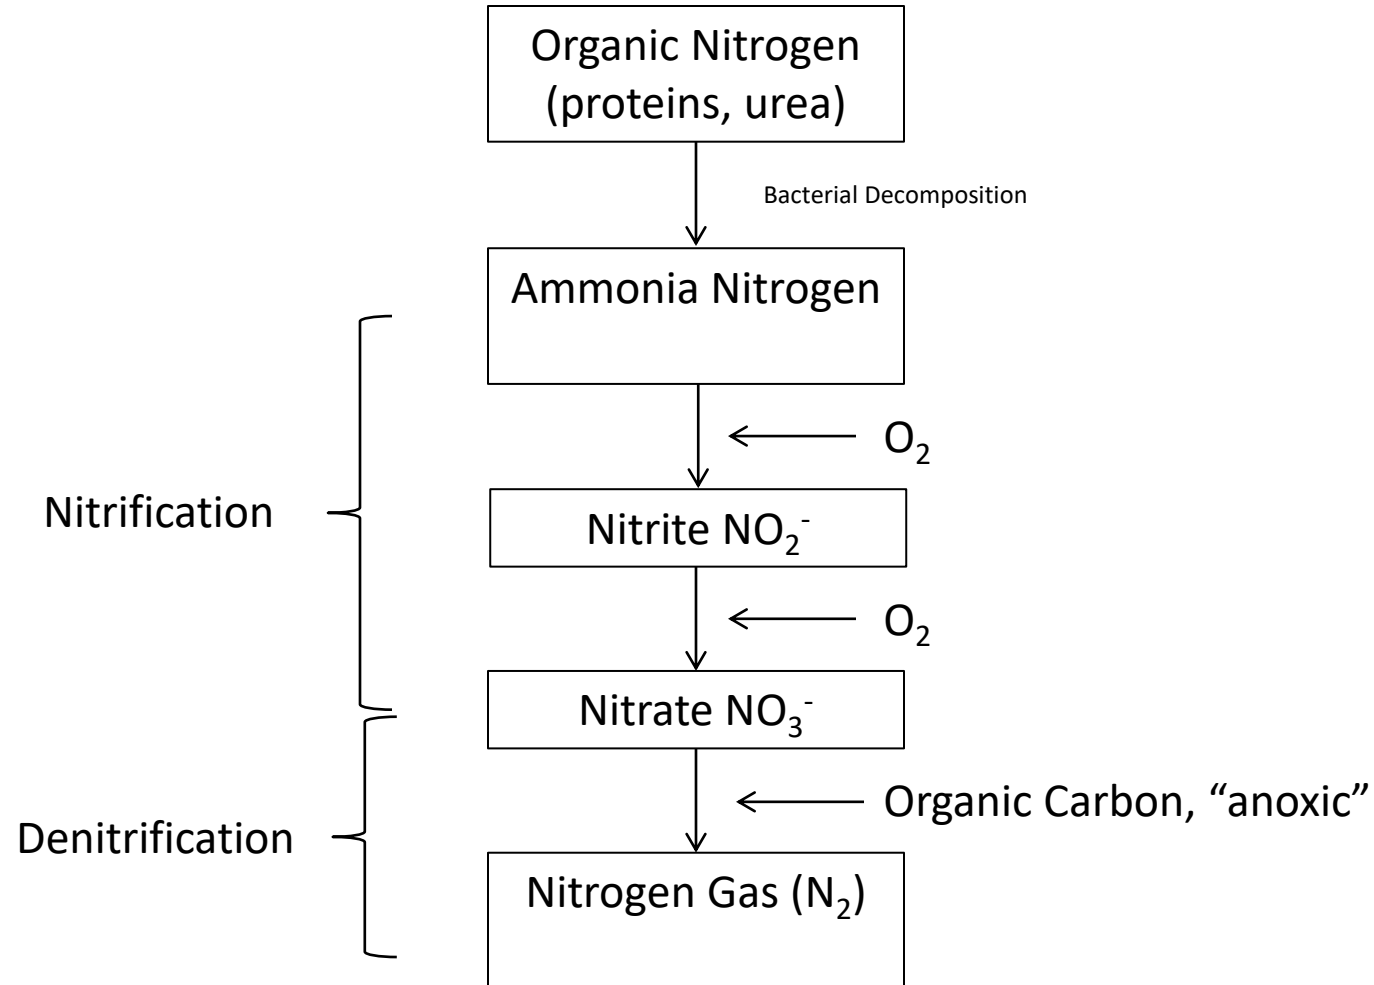 Organic Nitrogen
(proteins, urea)
Bacterial Decomposition
Ammonia Nitrogen
O₂
Nitrification
Nitrite NO₂⁻
O₂
Nitrate NO₃⁻
Organic Carbon, “anoxic”
Denitrification
Nitrogen Gas (N₂)